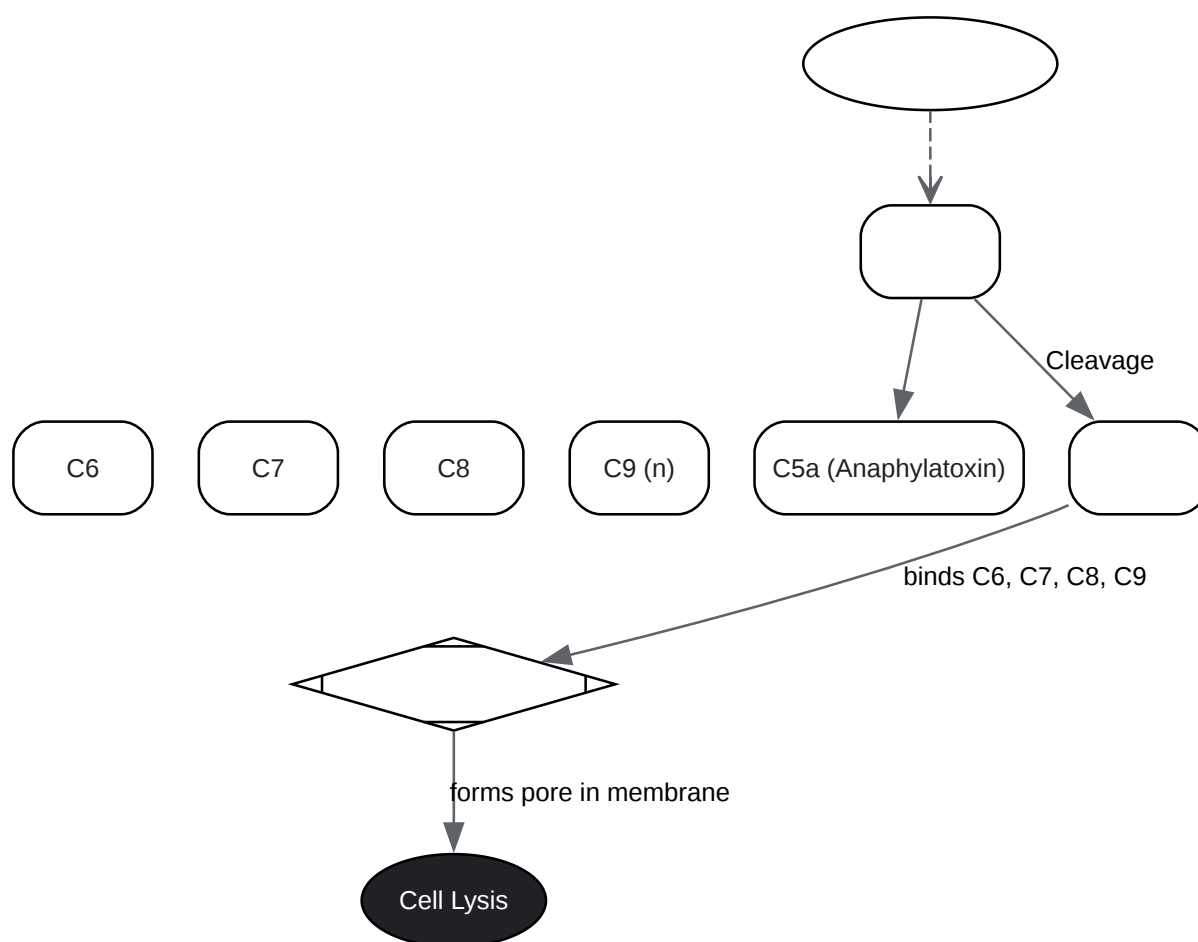 Cleavage
C6
C7
C8
C9 (n)
C5a (Anaphylatoxin)
binds C6, C7, C8, C9
forms pore in membrane
Cell Lysis